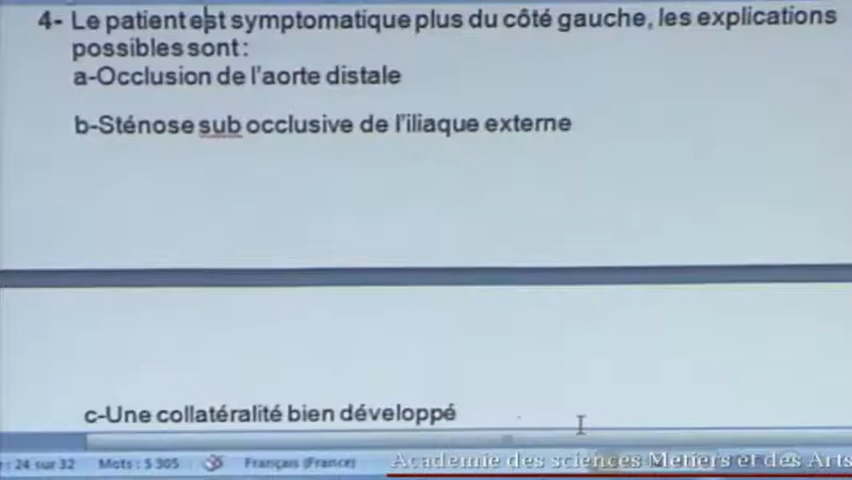 4- Le patient est symptomatique plus du côté gauche, les explications
possibles sont :
a-Occlusion de l'aorte distale
b-Sténose sub occlusive de l'iliaque externe
c-Une collatéralité bien développé
: 24 sur 32 Mots : 5 305 Français (France)
Academie des sciences Metiers et des Arts